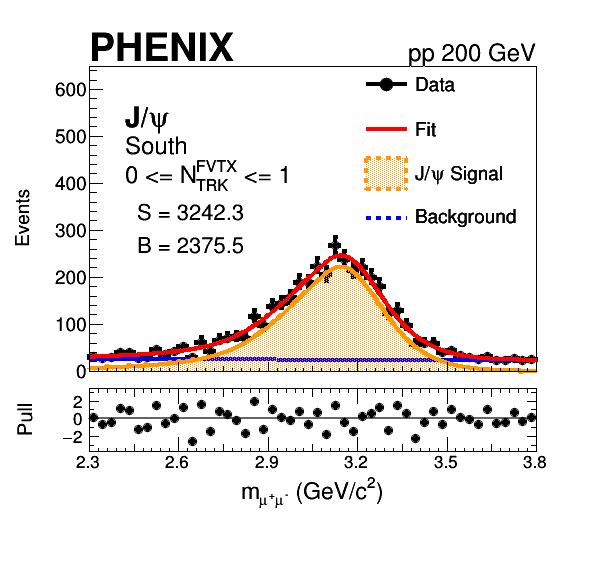 PHENIX pp 200 GeV
600
500
400
300
200
100
0
Events
J/ψ
South
0 <= N^FVTX_TRK <= 1
S = 3242.3
B = 2375.5
Data
Fit
J/ψ Signal
Background
2
0
−2
Pull
2.3 2.6 2.9 3.2 3.5 3.8
m_μ⁺μ⁻ (GeV/c²)